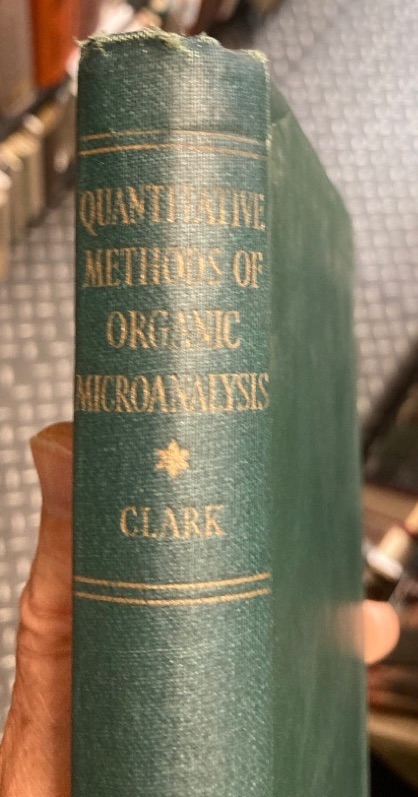 QUANTITATIVE
METHODS OF
ORGANIC
MICROANALYSIS
CLARK